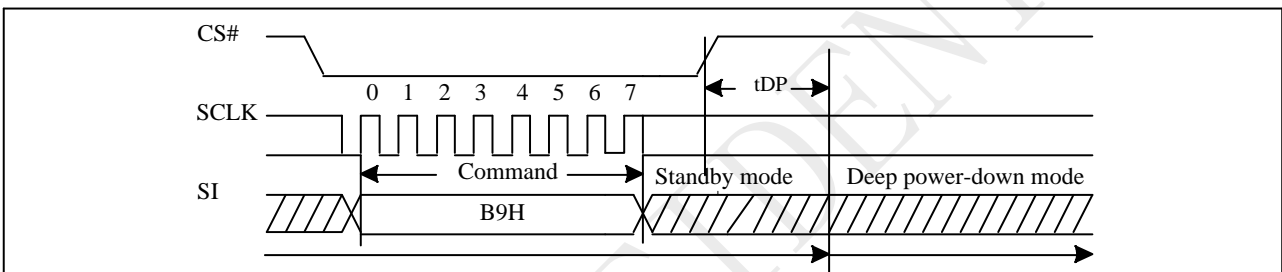 CS#
tDP
0 1 2 3 4 5 6 7
SCLK
Command
Standby mode
Deep power-down mode
SI
B9H